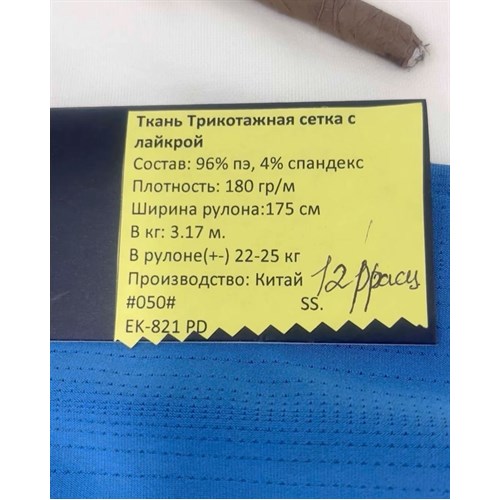 Ткань Трикотажная сетка с
лайкрой
Состав: 96% пэ, 4% спандекс
Плотность: 180 гр/м
Ширина рулона:175 см
В кг: 3.17 м.
В рулоне(+-) 22-25 кг
Производство: Китай
#050# SS.
EK-821 PD
12